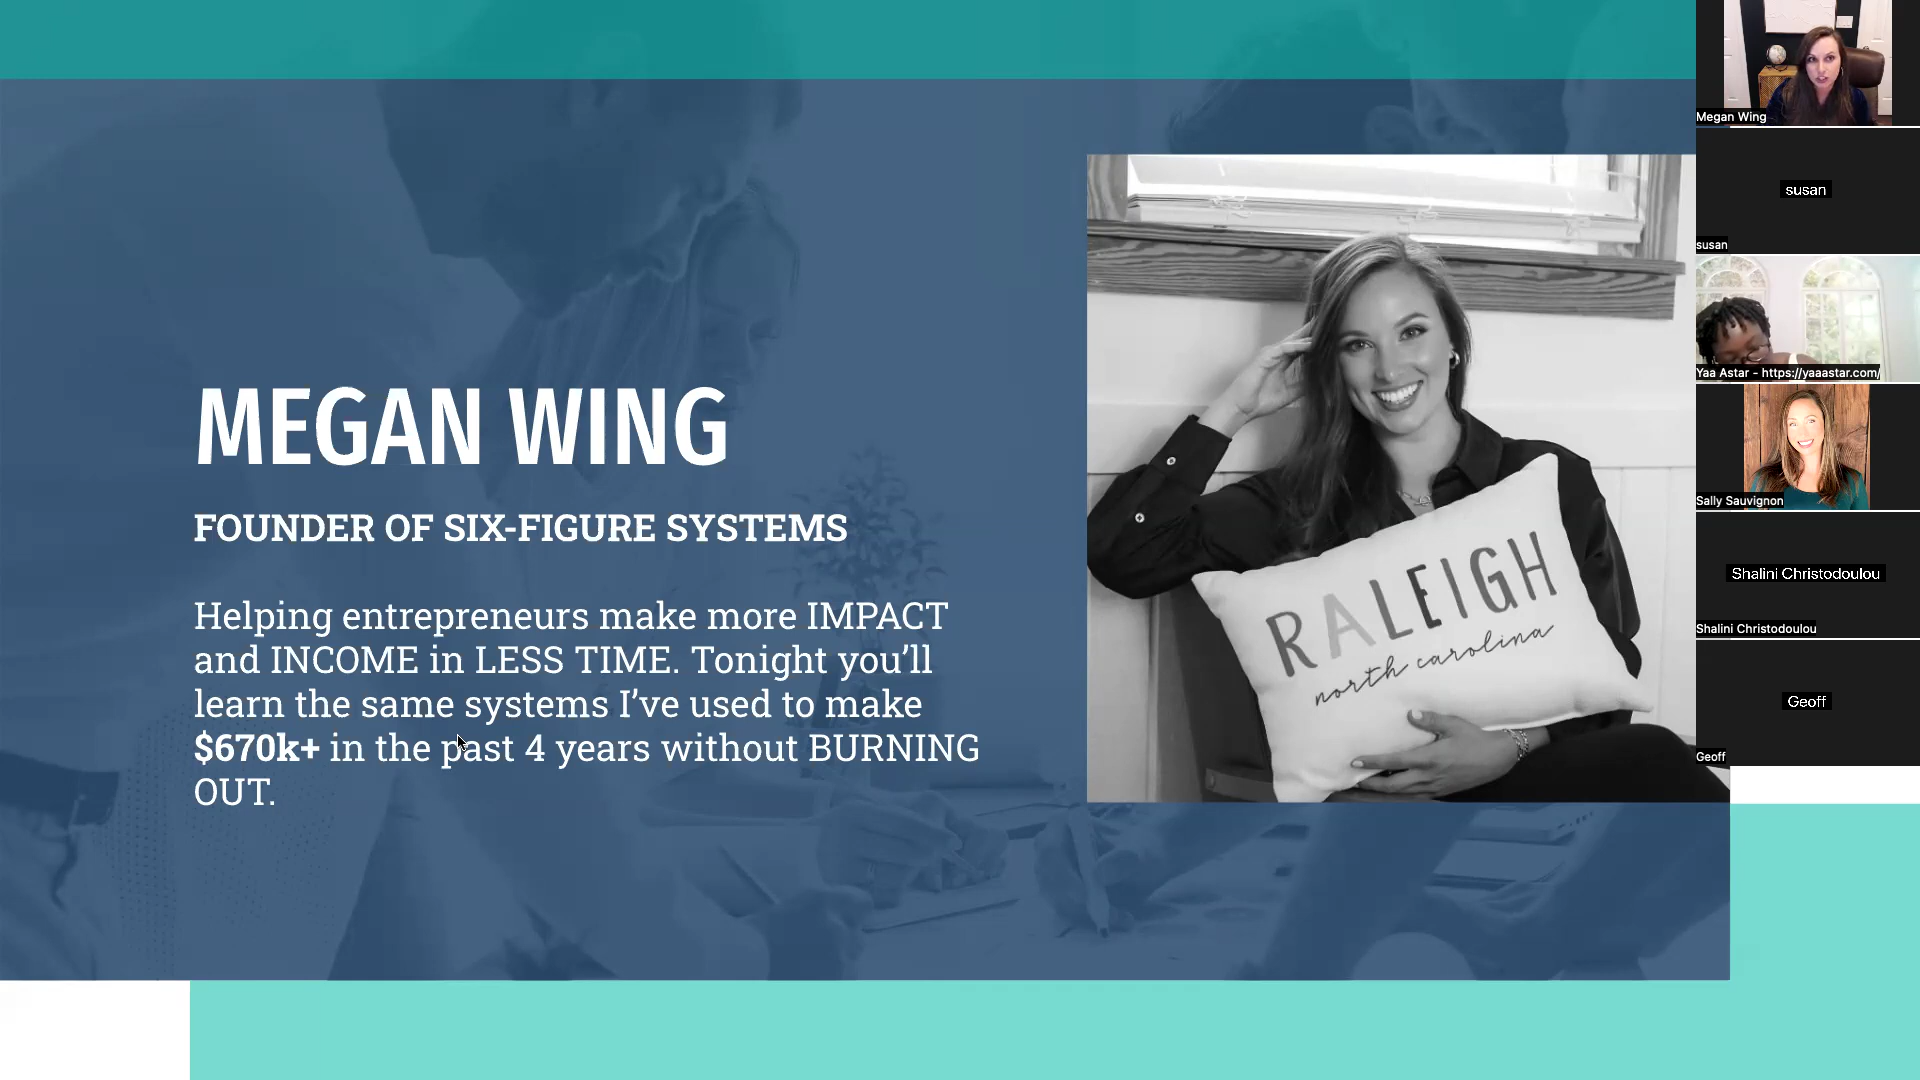 MEGAN WING
FOUNDER OF SIX-FIGURE SYSTEMS
Helping entrepreneurs make more IMPACT
and INCOME in LESS TIME. Tonight you’ll
learn the same systems I’ve used to make
$670k+ in the past 4 years without BURNING
OUT.
RALEIGH
north carolina
Megan Wing
susan
susan
Yaa Astar - https://yaaastar.com/
Sally Sauvignon
Shalini Christodoulou
Shalini Christodoulou
Geoff
Geoff